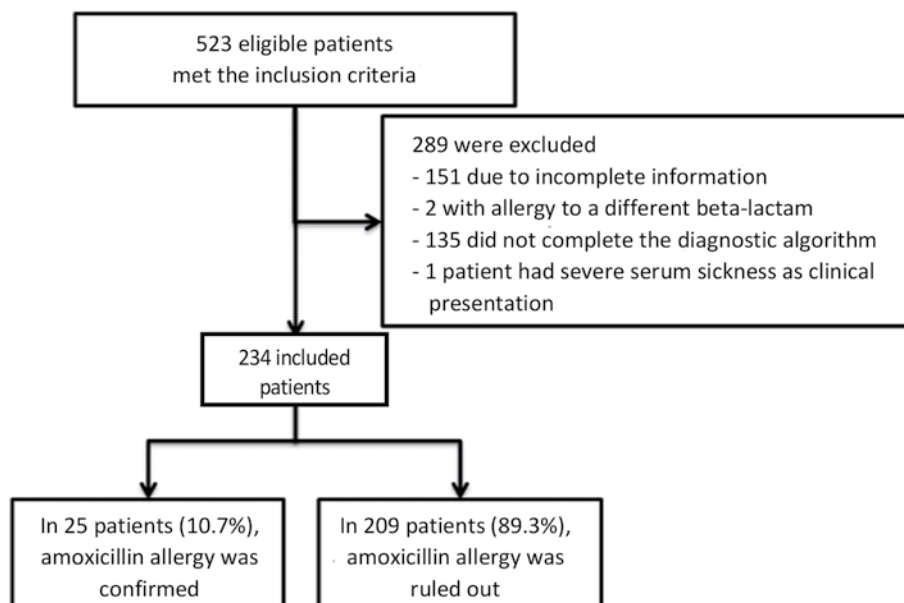 523 eligible patients
met the inclusion criteria
289 were excluded
- 151 due to incomplete information
- 2 with allergy to a different beta-lactam
- 135 did not complete the diagnostic algorithm
- 1 patient had severe serum sickness as clinical
presentation
234 included
patients
In 25 patients (10.7%),
amoxicillin allergy was
confirmed
In 209 patients (89.3%),
amoxicillin allergy was
ruled out